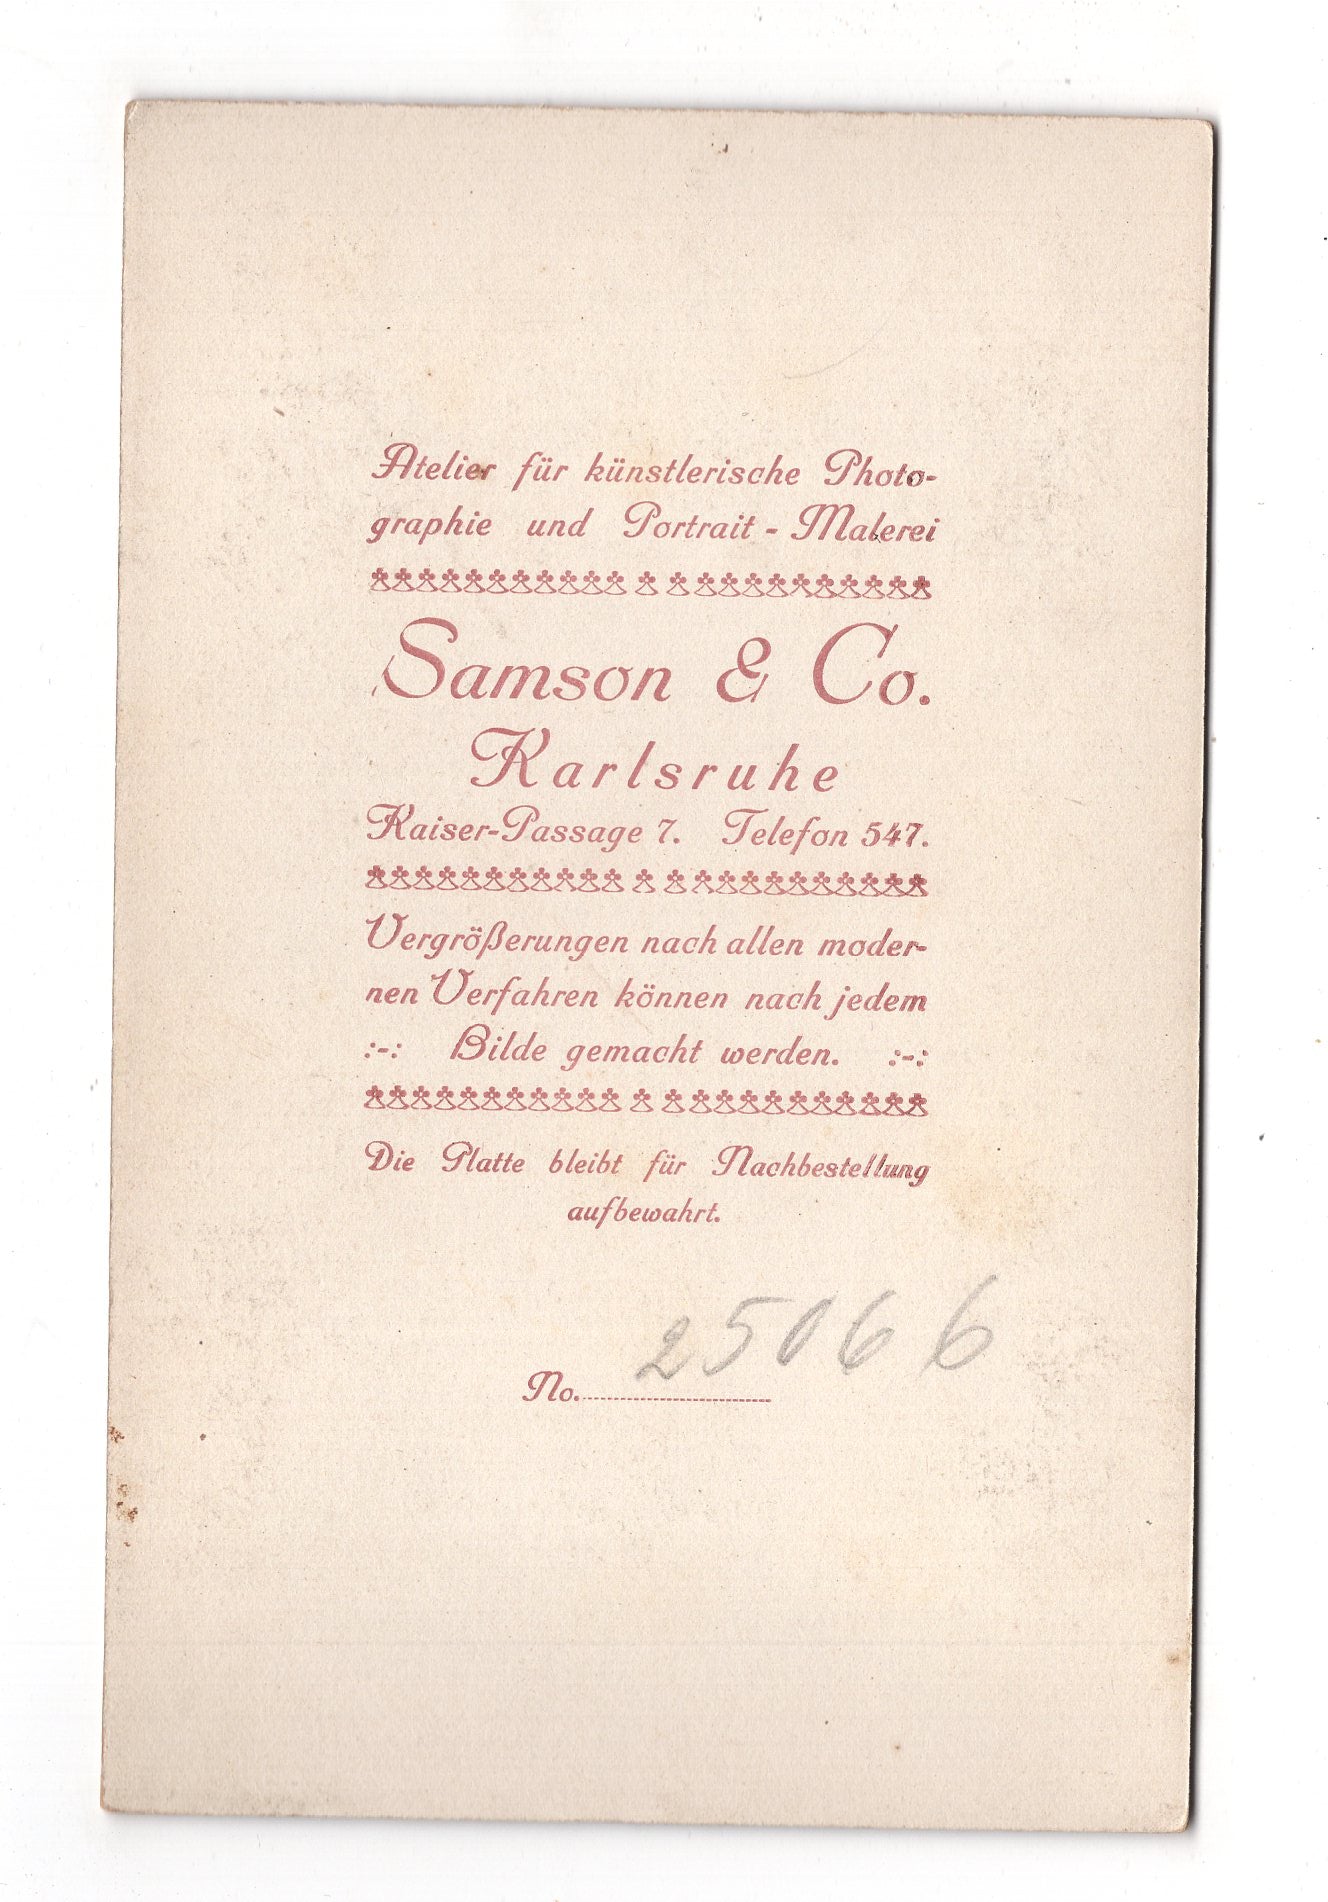 Atelier für künstlerische Photo-
graphie und Portrait - Malerei
Samson & Co.
Karlsruhe
Kaiser-Passage 7. Telefon 547.
Vergrößerungen nach allen moder-
nen Verfahren können nach jedem
:-: Bilde gemacht werden. :-:
Die Platte bleibt für Nachbestellung
aufbewahrt.
25066
No.